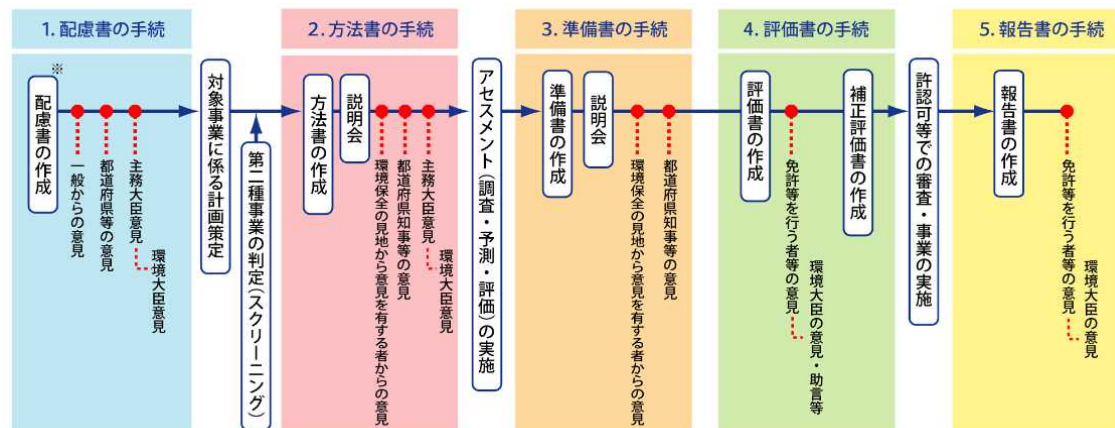 1. 配慮書の手続
※
配慮書の作成
一般からの意見
都道府県等の意見
主務大臣意見
環境大臣意見
対象事業に係る計画策定
第二種事業の判定(スクリーニング)
2. 方法書の手続
方法書の作成
説明会
環境保全の見地から意見を有する者からの意見
都道府県知事等の意見
主務大臣意見
環境大臣意見
アセスメント(調査・予測・評価)の実施
3. 準備書の手続
準備書の作成
説明会
環境保全の見地から意見を有する者からの意見
都道府県知事等の意見
4. 評価書の手続
評価書の作成
免許等を行う者等の意見
環境大臣の意見・助言等
補正評価書の作成
許認可等での審査・事業の実施
5. 報告書の手続
報告書の作成
免許等を行う者等の意見
環境大臣の意見